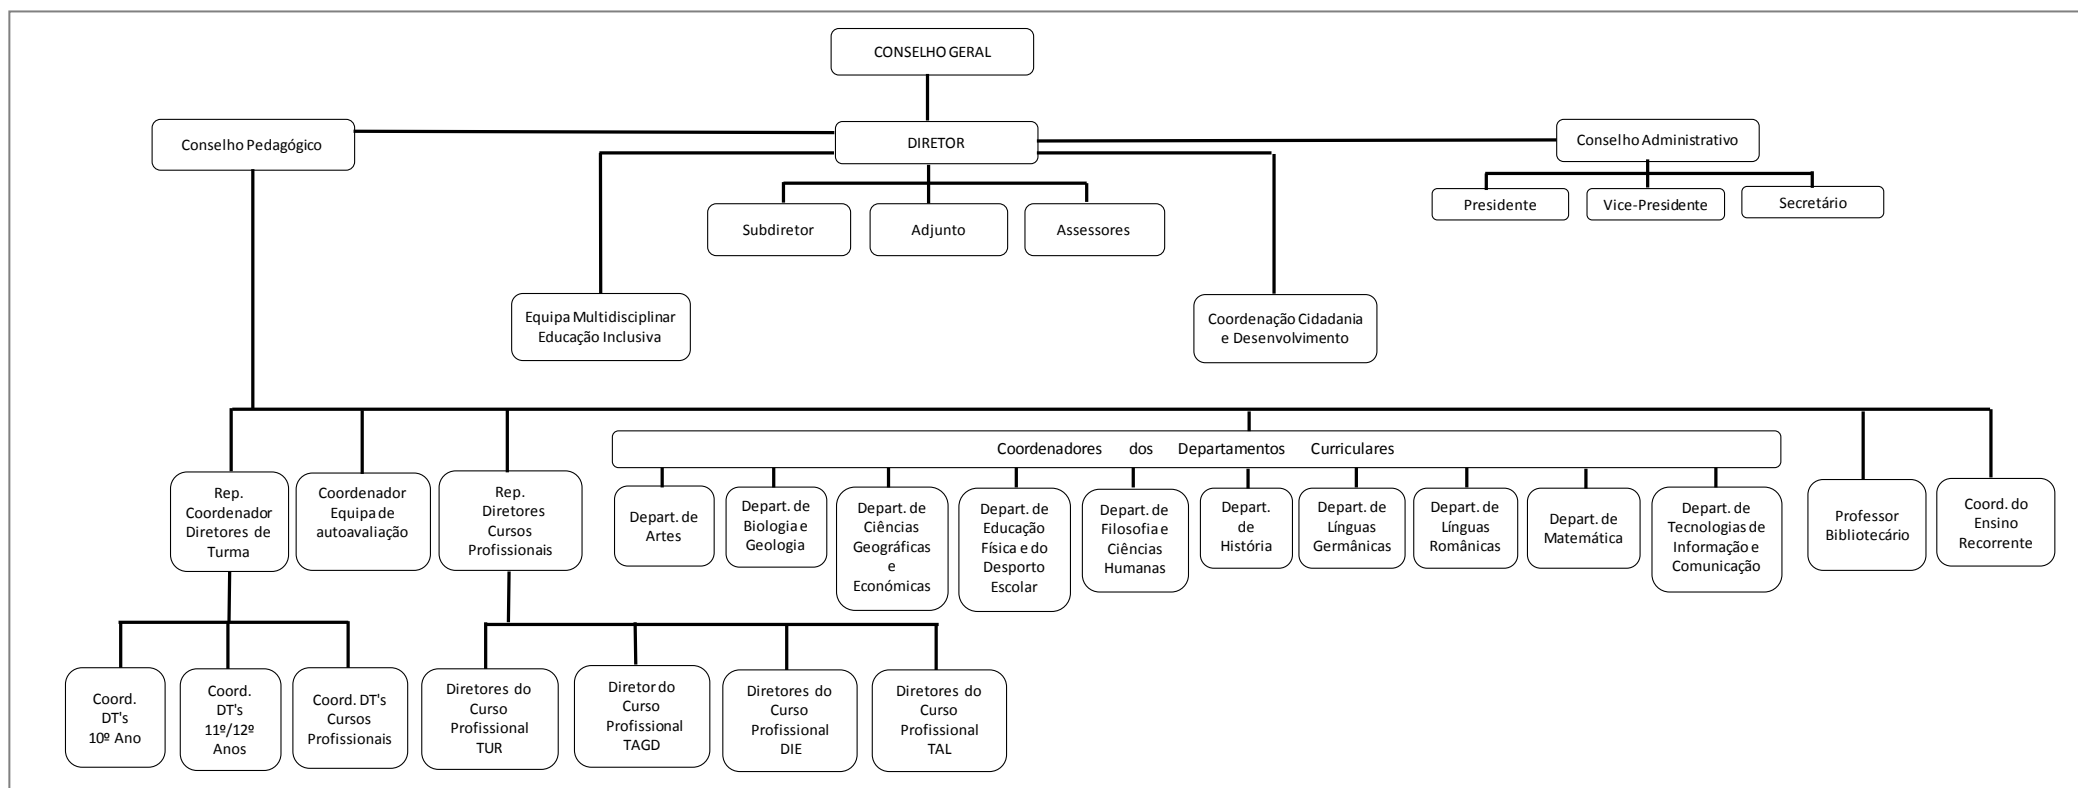 CONSELHO GERAL
Conselho Pedagógico
DIRETOR
Conselho Administrativo
Presidente
Vice-Presidente
Secretário
Subdiretor
Adjunto
Assessores
Equipa Multidisciplinar
Educação Inclusiva
Coordenação Cidadania
e Desenvolvimento
Coordenadores dos Departamentos Curriculares
Rep.
Coordenador
Diretores de
Turma
Coordenador
Equipa de
autoavaliação
Rep.
Diretores
Cursos
Profissionais
Depart. de
Artes
Depart. de
Biologia e
Geologia
Depart. de
Ciências
Geográficas
e
Económicas
Depart. de
Educação
Física e do
Desporto
Escolar
Depart. de
Filosofia e
Ciências
Humanas
Depart.
de
História
Depart. de
Línguas
Germânicas
Depart. de
Línguas
Românicas
Depart. de
Matemática
Depart. de
Tecnologias de
Informação e
Comunicação
Professor
Bibliotecário
Coord. do
Ensino
Recorrente
Coord.
DT's
10º Ano
Coord.
DT's
11º/12º
Anos
Coord. DT's
Cursos
Profissionais
Diretores do
Curso
Profissional
TUR
Diretor do
Curso
Profissional
TAGD
Diretores do
Curso
Profissional
DIE
Diretores do
Curso
Profissional
TAL